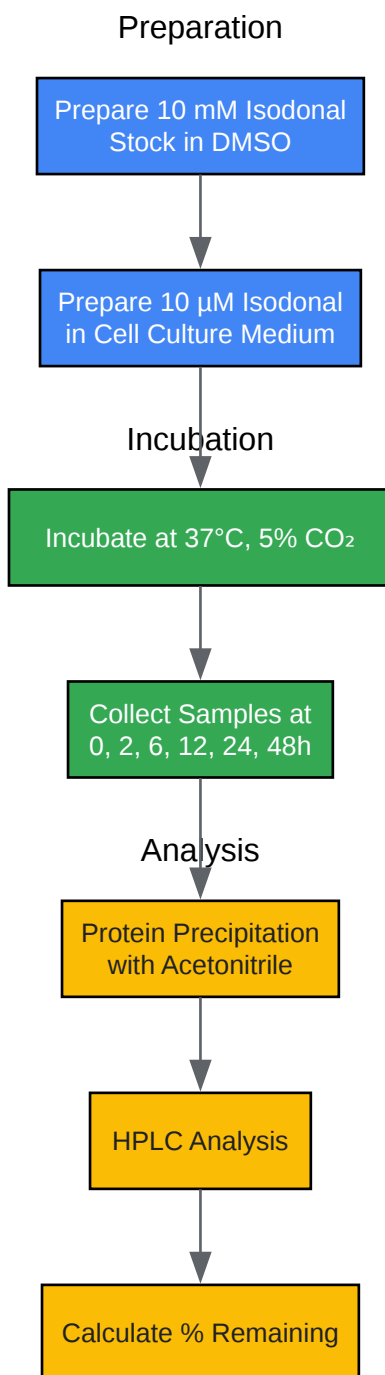 Preparation
Prepare 10 mM Isodonal
Stock in DMSO
Prepare 10 µM Isodonal
in Cell Culture Medium
Incubation
Incubate at 37°C, 5% CO₂
Collect Samples at
0, 2, 6, 12, 24, 48h
Analysis
Protein Precipitation
with Acetonitrile
HPLC Analysis
Calculate % Remaining